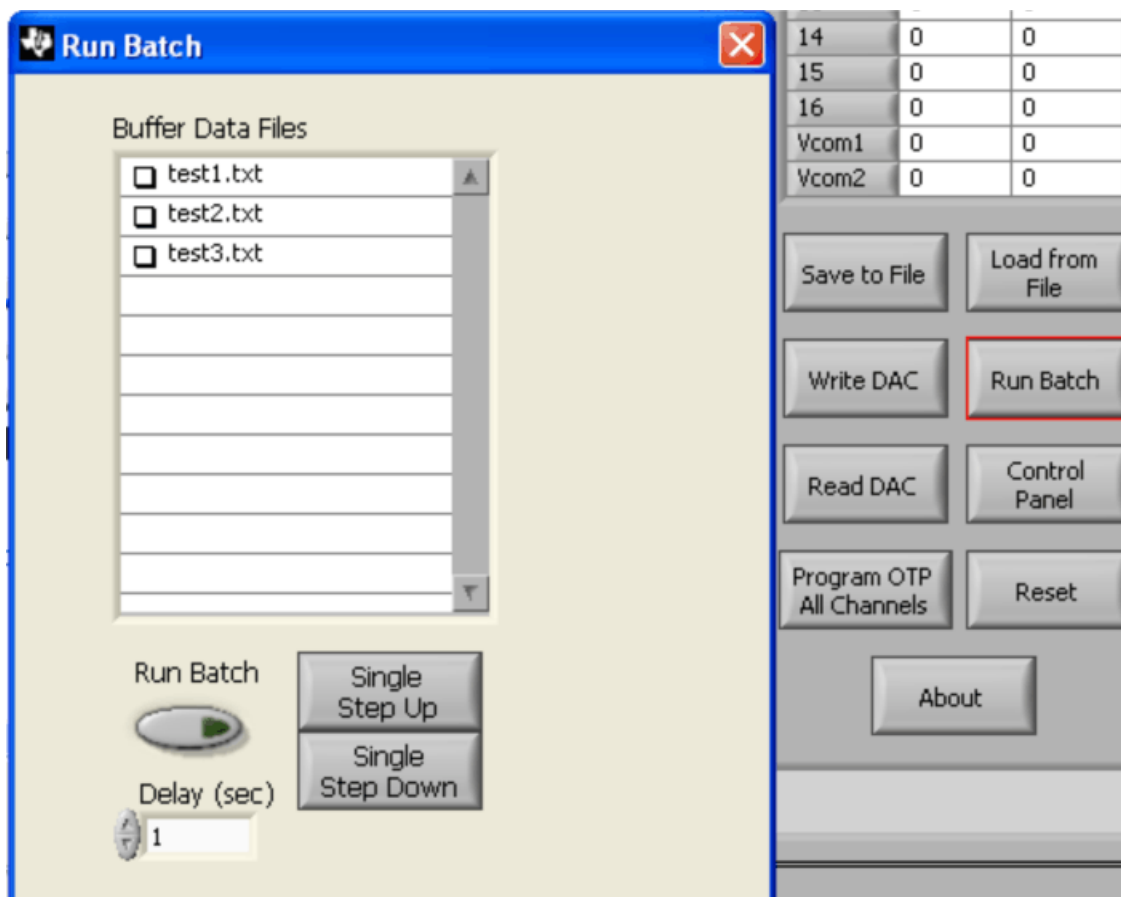 Run Batch
Buffer Data Files
test1.txt
test2.txt
test3.txt
Run Batch
Single
Step Up
Single
Step Down
Delay (sec)
1
14 0 0
15 0 0
16 0 0
Vcom1 0 0
Vcom2 0 0
Save to File
Load from
File
Write DAC
Run Batch
Read DAC
Control
Panel
Program OTP
All Channels
Reset
About